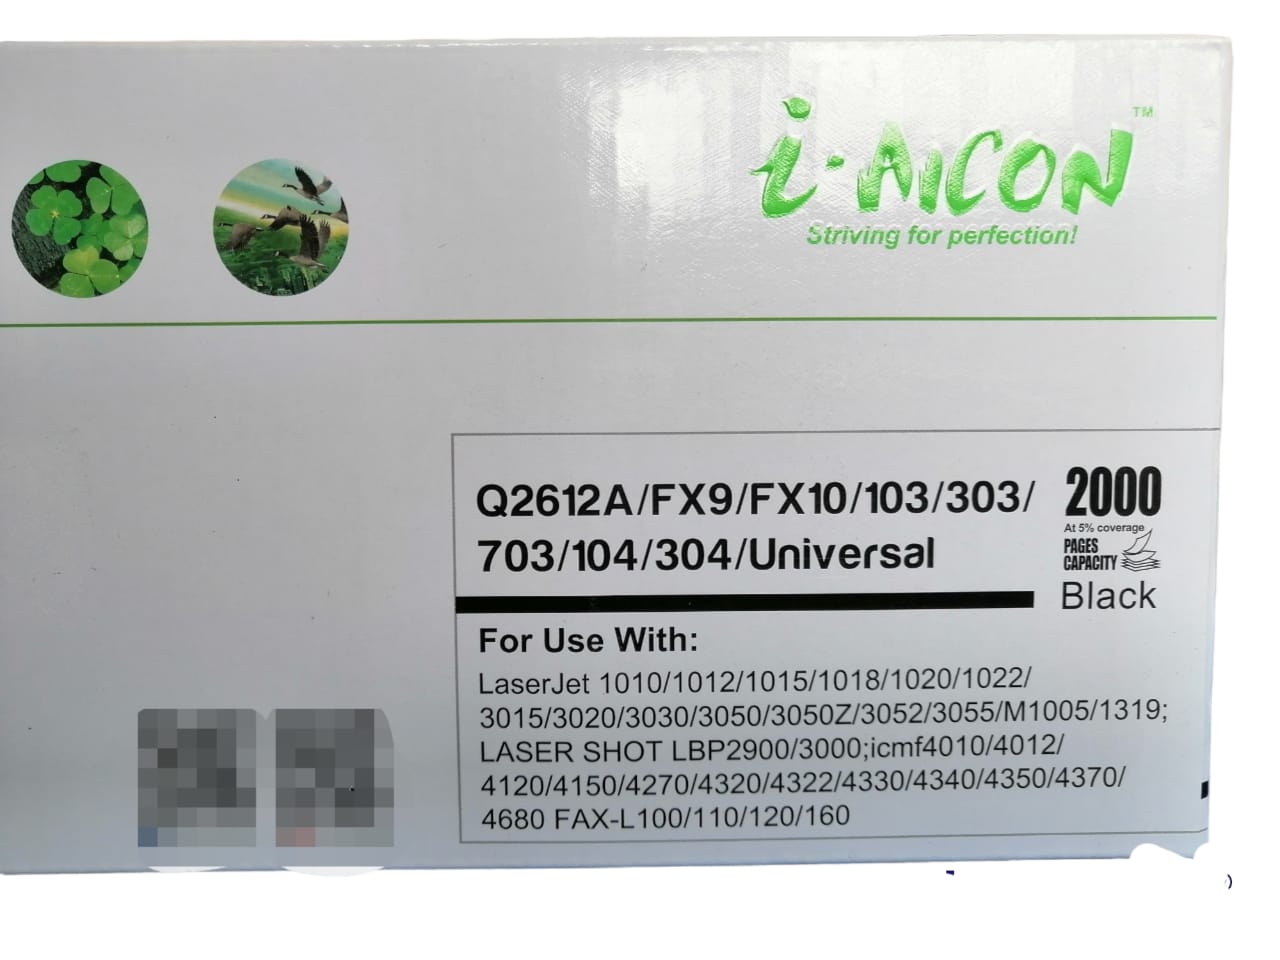 i-AICON™
Striving for perfection!
Q2612A/FX9/FX10/103/303/
703/104/304/Universal
2000
At 5% coverage
PAGES
CAPACITY
Black
For Use With:
LaserJet 1010/1012/1015/1018/1020/1022/
3015/3020/3030/3050/3050Z/3052/3055/M1005/1319;
LASER SHOT LBP2900/3000;icmf4010/4012/
4120/4150/4270/4320/4322/4330/4340/4350/4370/
4680 FAX-L100/110/120/160